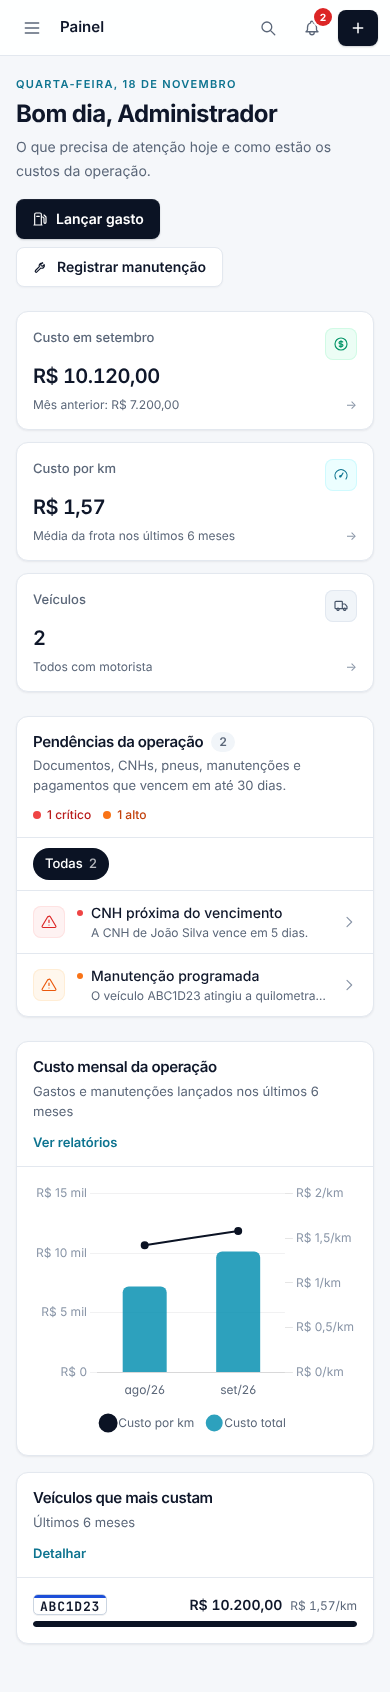 Painel
2
QUARTA-FEIRA, 18 DE NOVEMBRO
Bom dia, Administrador
O que precisa de atenção hoje e como estão os
custos da operação.
Lançar gasto
Registrar manutenção
Custo em setembro
R$ 10.120,00
Mês anterior: R$ 7.200,00
Custo por km
R$ 1,57
Média da frota nos últimos 6 meses
Veículos
2
Todos com motorista
Pendências da operação 2
Documentos, CNHs, pneus, manutenções e
pagamentos que vencem em até 30 dias.
1 crítico 1 alto
Todas 2
CNH próxima do vencimento
A CNH de João Silva vence em 5 dias.
Manutenção programada
O veículo ABC1D23 atingiu a quilometra...
Custo mensal da operação
Gastos e manutenções lançados nos últimos 6
meses
Ver relatórios
R$ 15 mil R$ 2/km
R$ 1,5/km
R$ 10 mil
R$ 1/km
R$ 5 mil
R$ 0,5/km
R$ 0 R$ 0/km
ago/26 set/26
Custo por km Custo total
Veículos que mais custam
Últimos 6 meses
Detalhar
ABC1D23 R$ 10.200,00 R$ 1,57/km